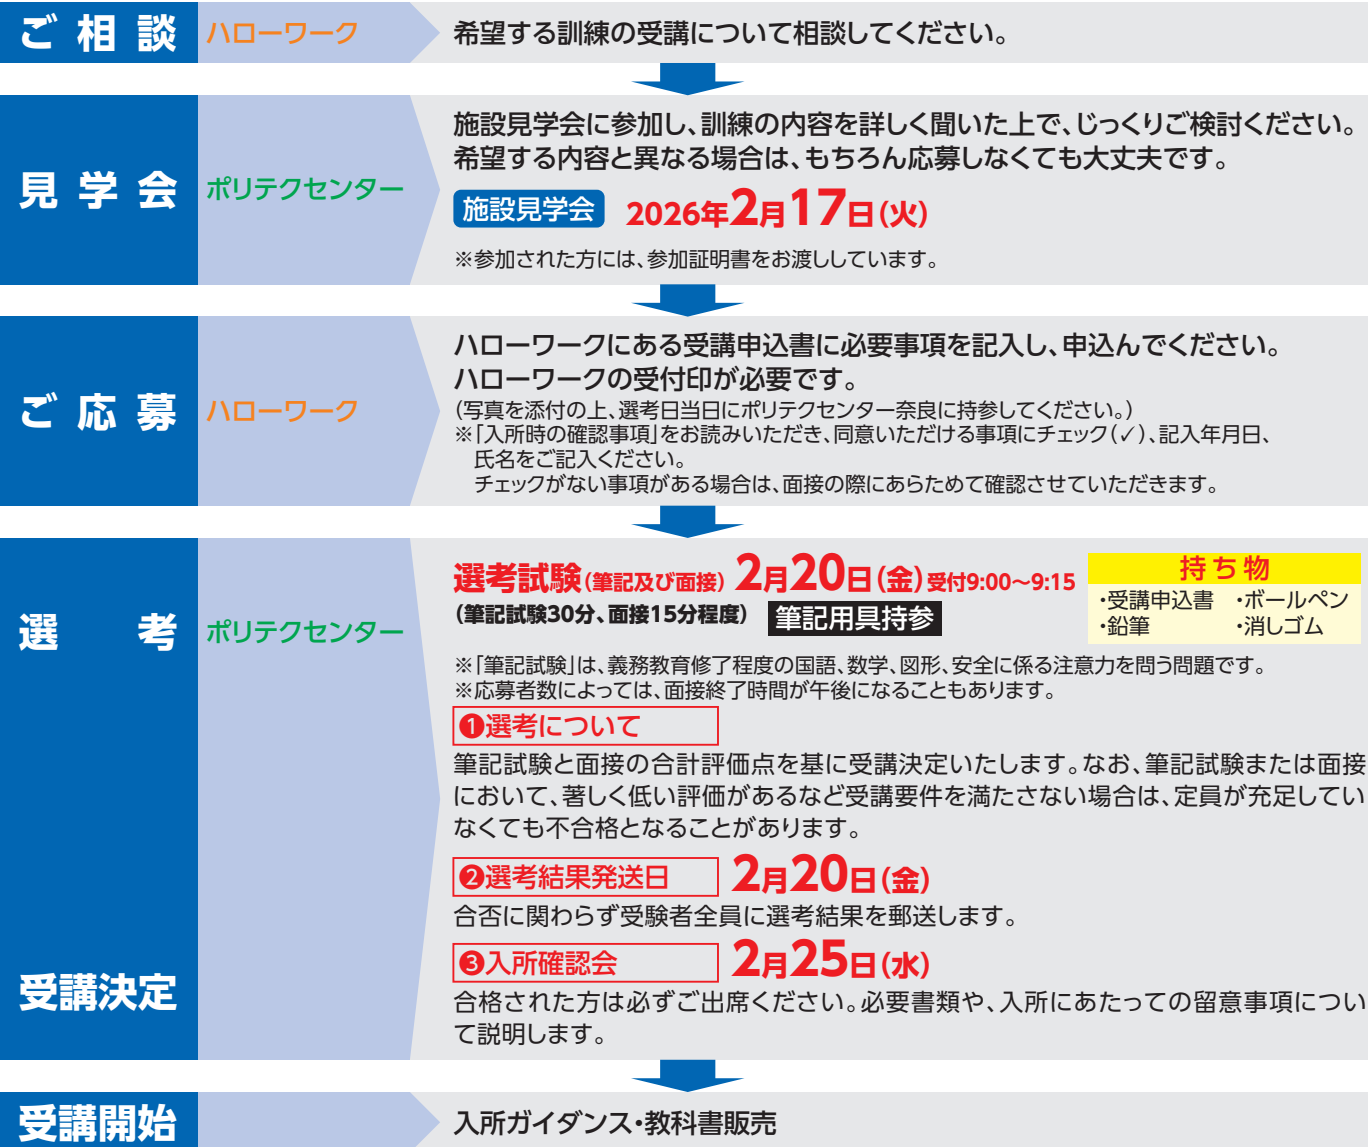 ご相談 ハローワーク 希望する訓練の受講について相談してください。
見学会 ポリテクセンター
施設見学会に参加し、訓練の内容を詳しく聞いた上で、じっくりご検討ください。
希望する内容と異なる場合は、もちろん応募しなくても大丈夫です。
施設見学会 2026年2月17日(火)
※参加された方には、参加証明書をお渡ししています。
ご応募 ハローワーク
ハローワークにある受講申込書に必要事項を記入し、申込んでください。
ハローワークの受付印が必要です。
(写真を添付の上、選考日当日にポリテクセンター奈良に持参してください。)
※「入所時の確認事項」をお読みいただき、同意いただける事項にチェック(✓)、記入年月日、
氏名をご記入ください。
チェックがない事項がある場合は、面接の際にあらためて確認させていただきます。
選考 ポリテクセンター
選考試験(筆記及び面接) 2月20日(金)受付9:00〜9:15
(筆記試験30分、面接15分程度) 筆記用具持参
持ち物
・受講申込書 ・ボールペン
・鉛筆 ・消しゴム
※「筆記試験」は、義務教育修了程度の国語、数学、図形、安全に係る注意力を問う問題です。
※応募者数によっては、面接終了時間が午後になることもあります。
❶選考について
筆記試験と面接の合計評価点を基に受講決定いたします。なお、筆記試験または面接
において、著しく低い評価があるなど受講要件を満たさない場合は、定員が充足してい
なくても不合格となることがあります。
❷選考結果発送日 2月20日(金)
合否に関わらず受験者全員に選考結果を郵送します。
受講決定
❸入所確認会 2月25日(水)
合格された方は必ずご出席ください。必要書類や、入所にあたっての留意事項につい
て説明します。
受講開始 入所ガイダンス・教科書販売